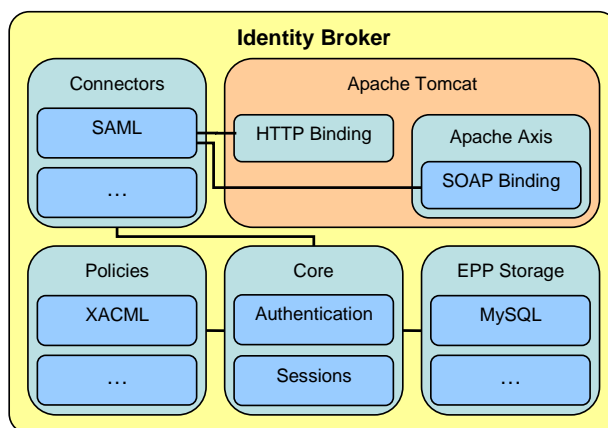 Identity Broker
Connectors
SAML
...
Apache Tomcat
HTTP Binding
Apache Axis
SOAP Binding
Policies
XACML
...
Core
Authentication
Sessions
EPP Storage
MySQL
...